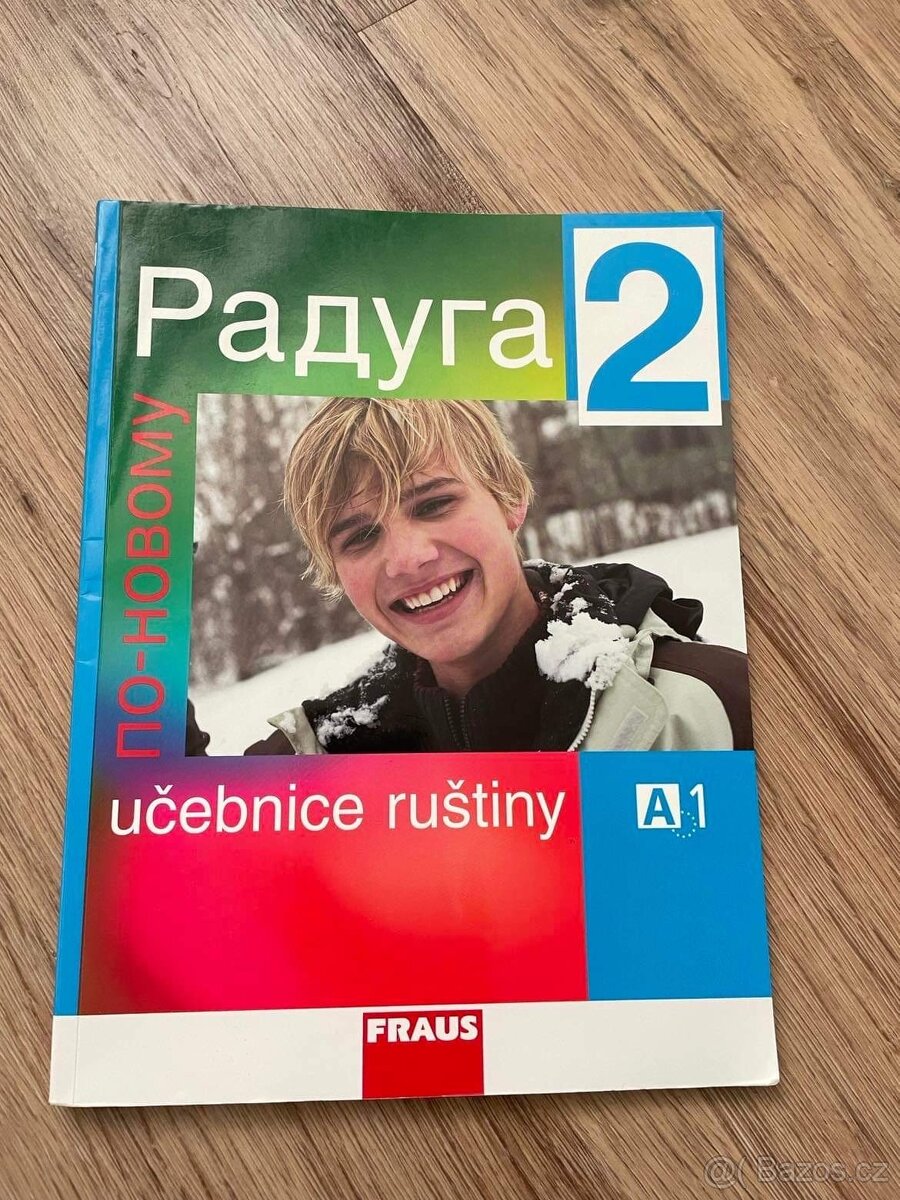 Радуга
2
по-новому
učebnice ruštiny
A1
FRAUS
@( Bazos.cz